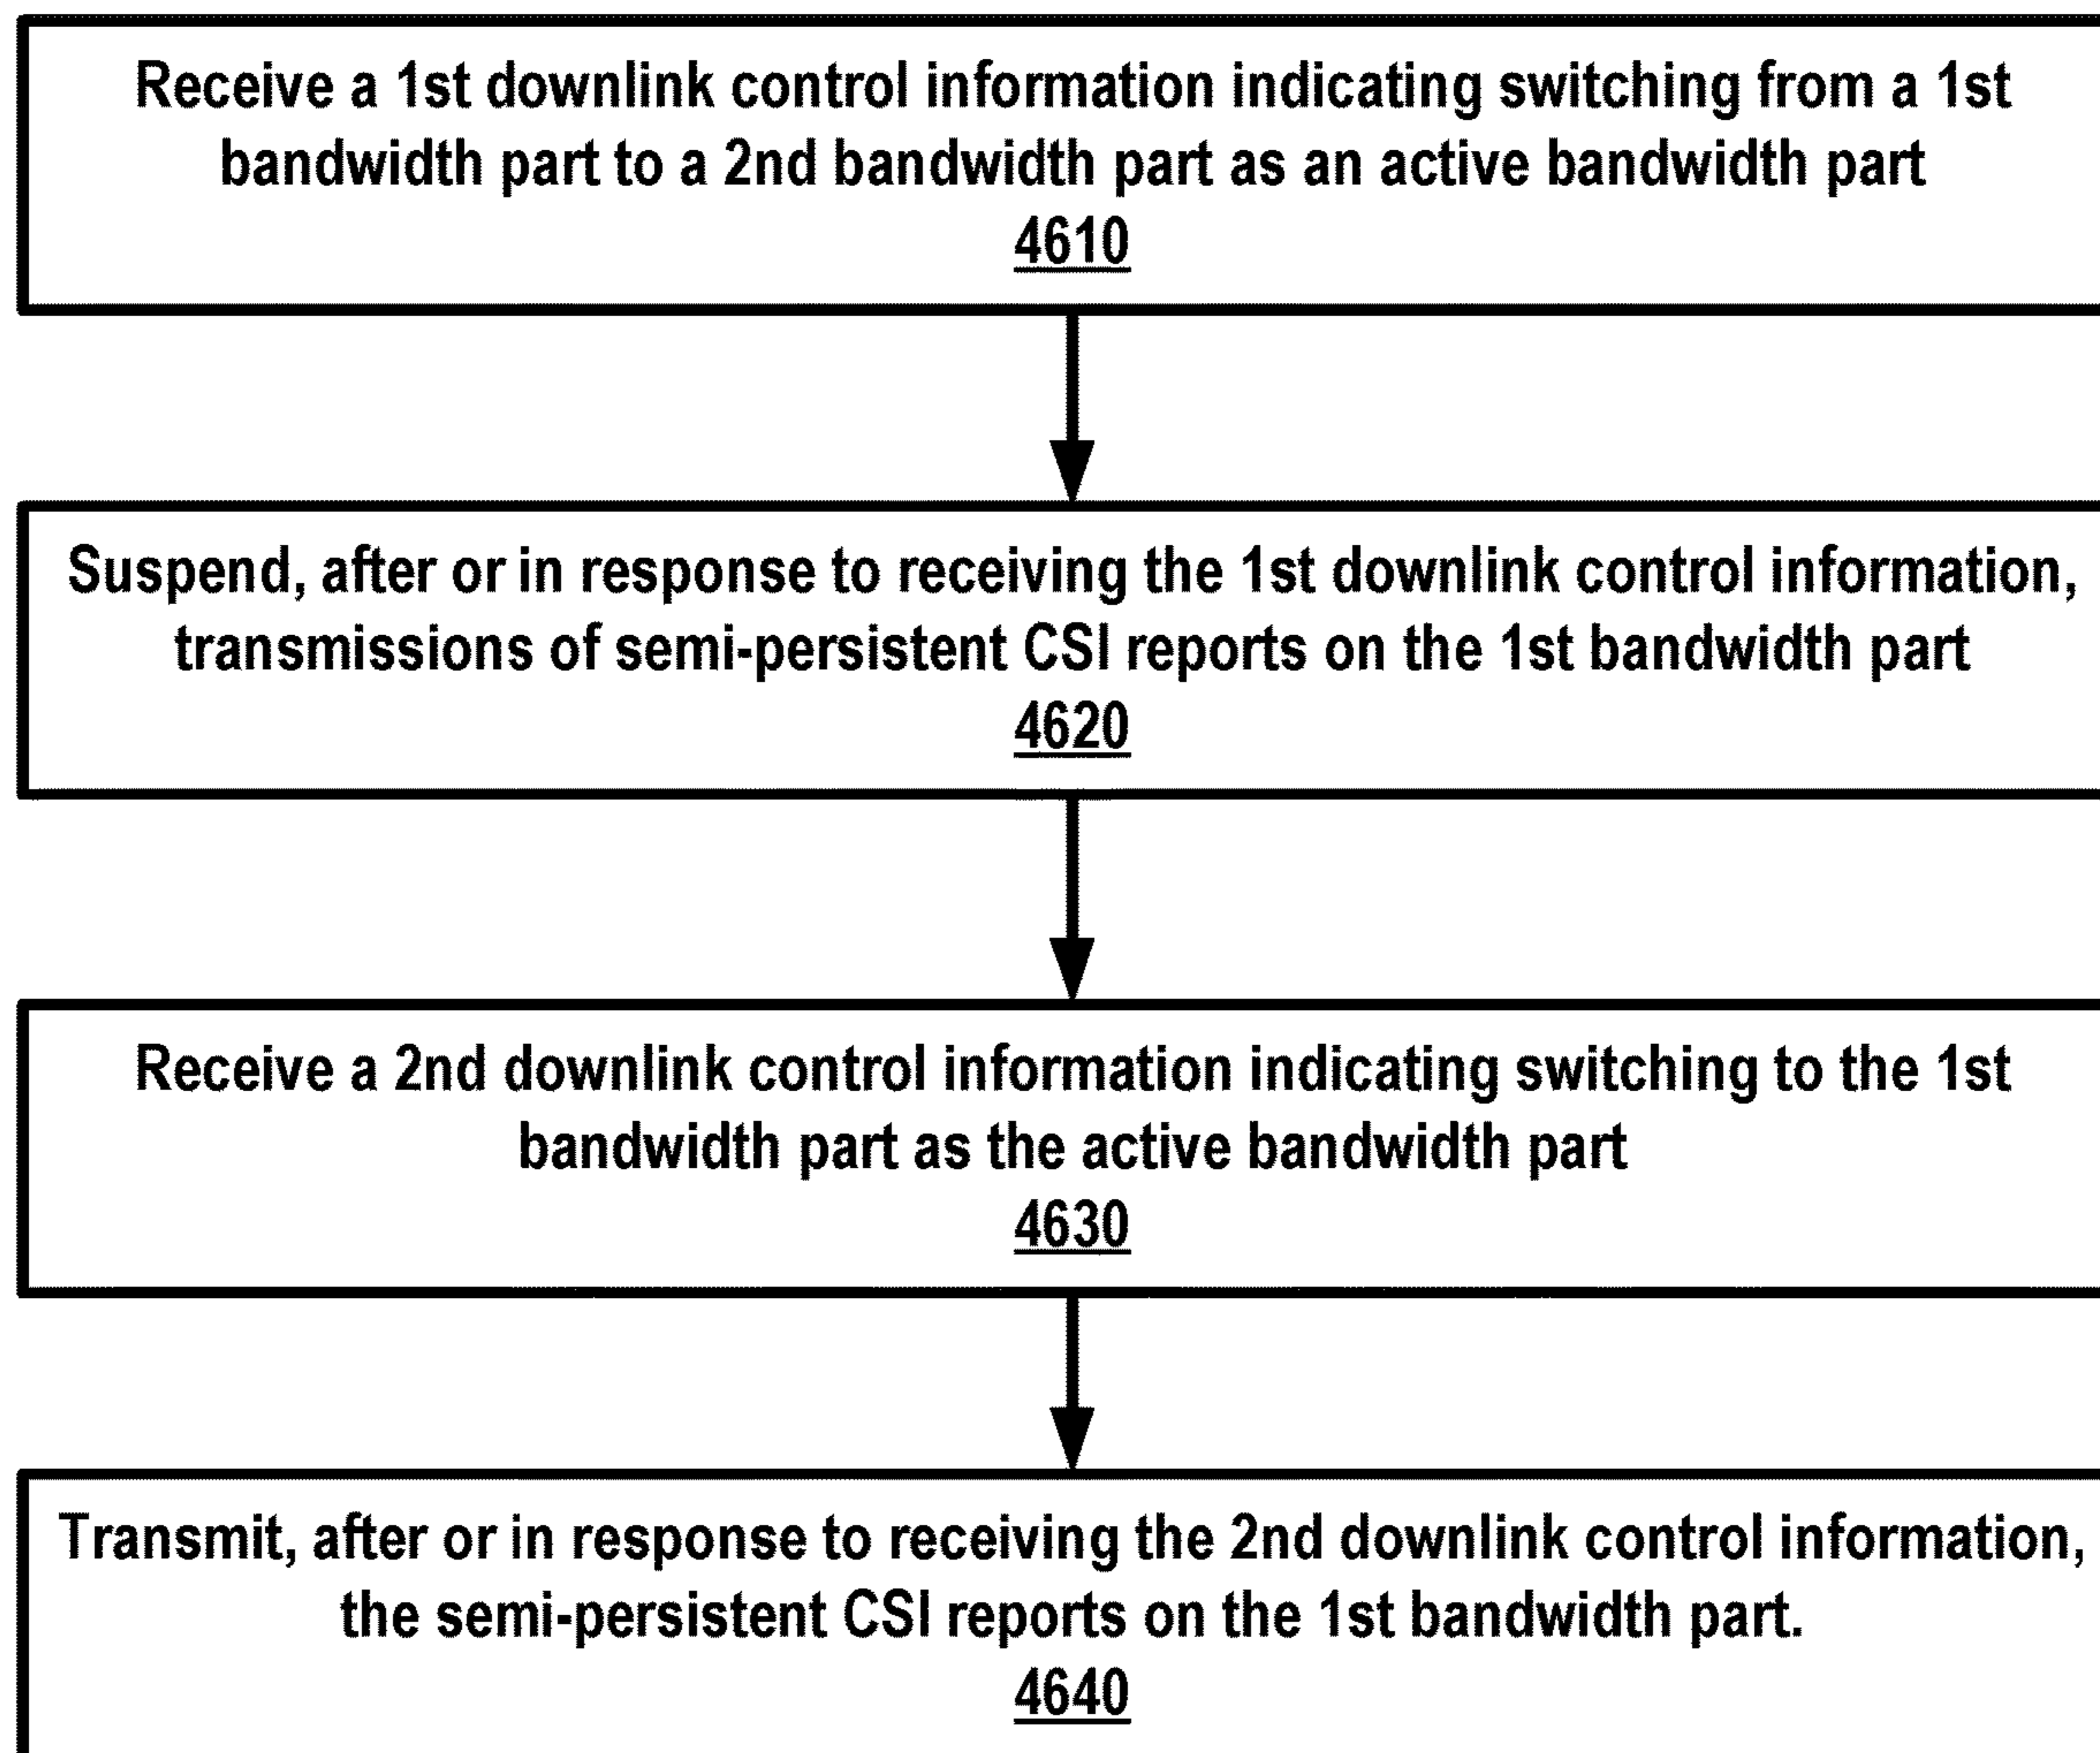 Receive a 1st downlink control information indicating switching from a 1st
bandwidth part to a 2nd bandwidth part as an active bandwidth part
4610
Suspend, after or in response to receiving the 1st downlink control information,
transmissions of semi-persistent CSI reports on the 1st bandwidth part
4620
Receive a 2nd downlink control information indicating switching to the 1st
bandwidth part as the active bandwidth part
4630
Transmit, after or in response to receiving the 2nd downlink control information,
the semi-persistent CSI reports on the 1st bandwidth part.
4640